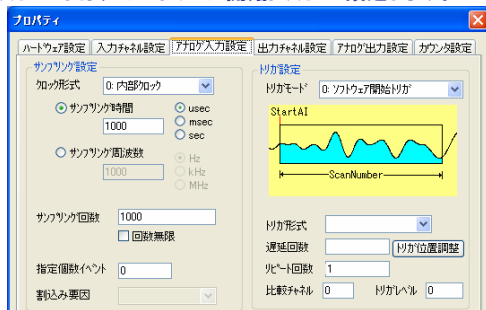 プロパティ
ハードウェア設定 入力チャネル設定 アナログ入力設定 出力チャネル設定 アナログ出力設定 カウンタ設定
サンプリング設定
クロック形式 0: 内部クロック
サンプリング時間
1000
usec
msec
sec
サンプリング周波数
1000
Hz
kHz
MHz
サンプリング回数 1000
回数無限
指定個数イベント 0
割込み要因
トリガ設定
トリガモード 0: ソフトウェア開始トリガ
StartAI
ScanNumber
トリガ形式
遅延回数 トリガ位置調整
リピート回数 1
比較チャネル 0 トリガレベル 0